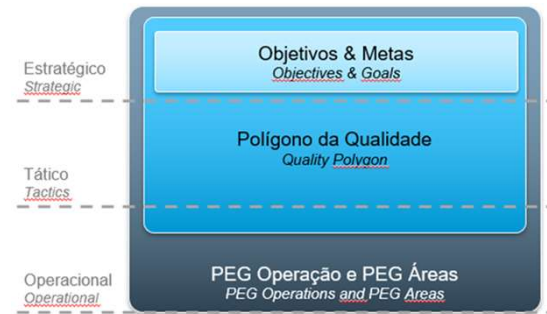 Objetivos & Metas
Objectives & Goals
Estratégico
Strategic
Polígono da Qualidade
Quality Polygon
Tático
Tactics
PEG Operação e PEG Áreas
PEG Operations and PEG Areas
Operacional
Operational